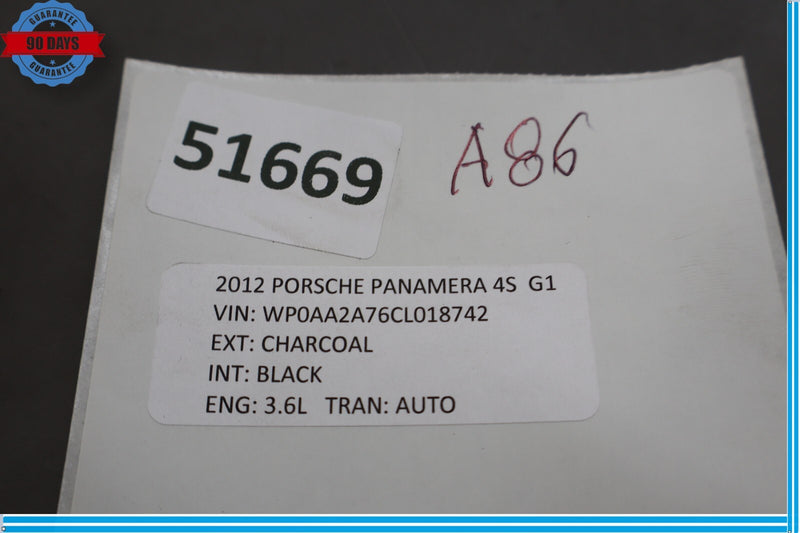 GUARANTEE
90 DAYS
GUARANTEE
51669
A86
2012 PORSCHE PANAMERA 4S G1
VIN: WP0AA2A76CL018742
EXT: CHARCOAL
INT: BLACK
ENG: 3.6L TRAN: AUTO